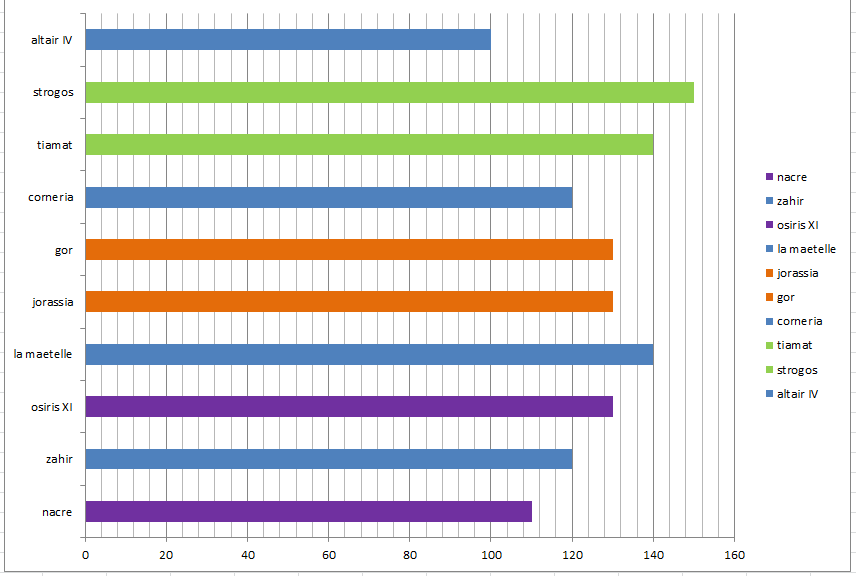 altair IV
strogos
tiamat
corneria
gor
jorassia
la maetelle
osiris XI
zahir
nacre
0 20 40 60 80 100 120 140 160
nacre
zahir
osiris XI
la maetelle
jorassia
gor
corneria
tiamat
strogos
altair IV